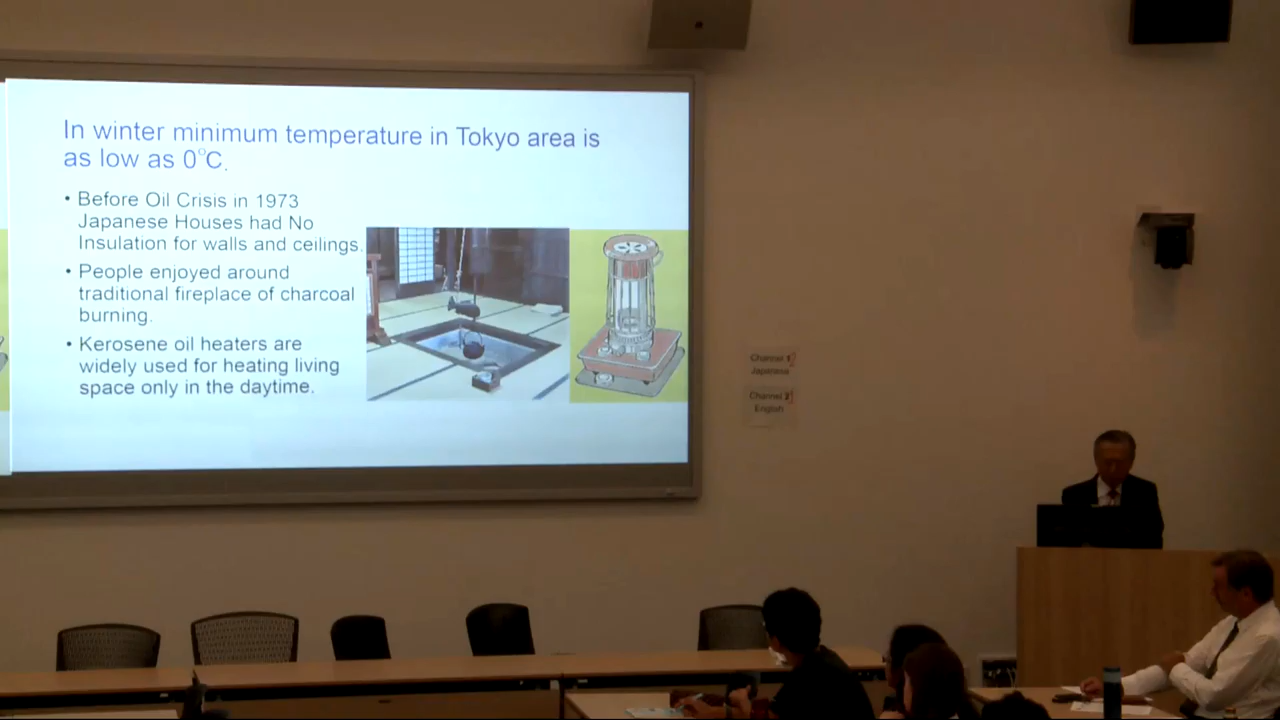 In winter minimum temperature in Tokyo area is
as low as 0°C.
• Before Oil Crisis in 1973
Japanese Houses had No
Insulation for walls and ceilings.
• People enjoyed around
traditional fireplace of charcoal
burning.
• Kerosene oil heaters are
widely used for heating living
space only in the daytime.
Channel 1
Japanese
Channel 2
English